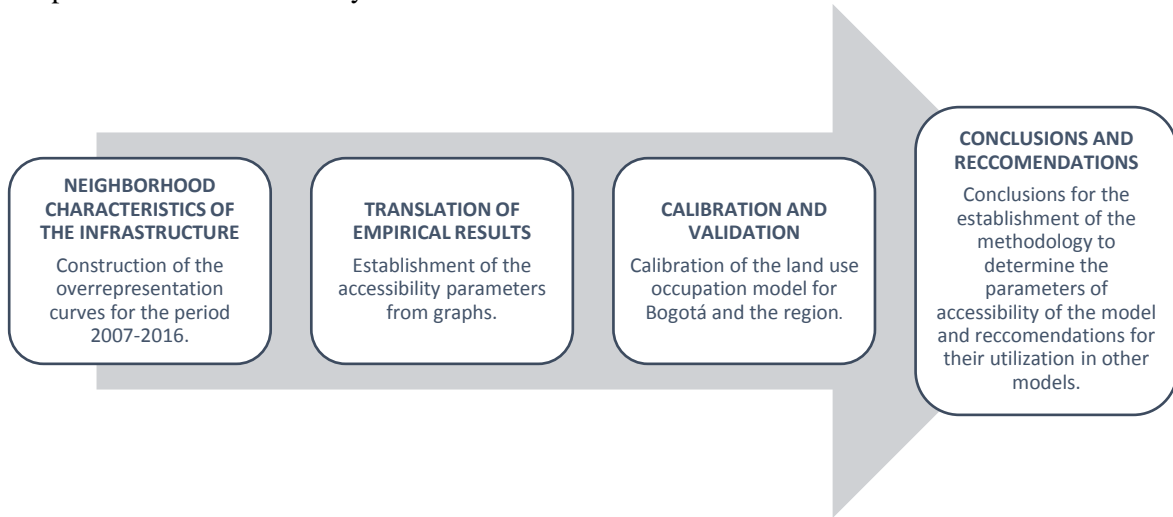 NEIGHBORHOOD
CHARACTERISTICS OF
THE INFRASTRUCTURE
Construction of the
overrepresentation
curves for the period
2007-2016.
TRANSLATION OF
EMPIRICAL RESULTS
Establishment of the
accessibility parameters
from graphs.
CALIBRATION AND
VALIDATION
Calibration of the land use
occupation model for
Bogotá and the region.
CONCLUSIONS AND
RECCOMENDATIONS
Conclusions for the
establishment of the
methodology to
determine the
parameters of
accessibility of the model
and reccomendations for
their utilization in other
models.